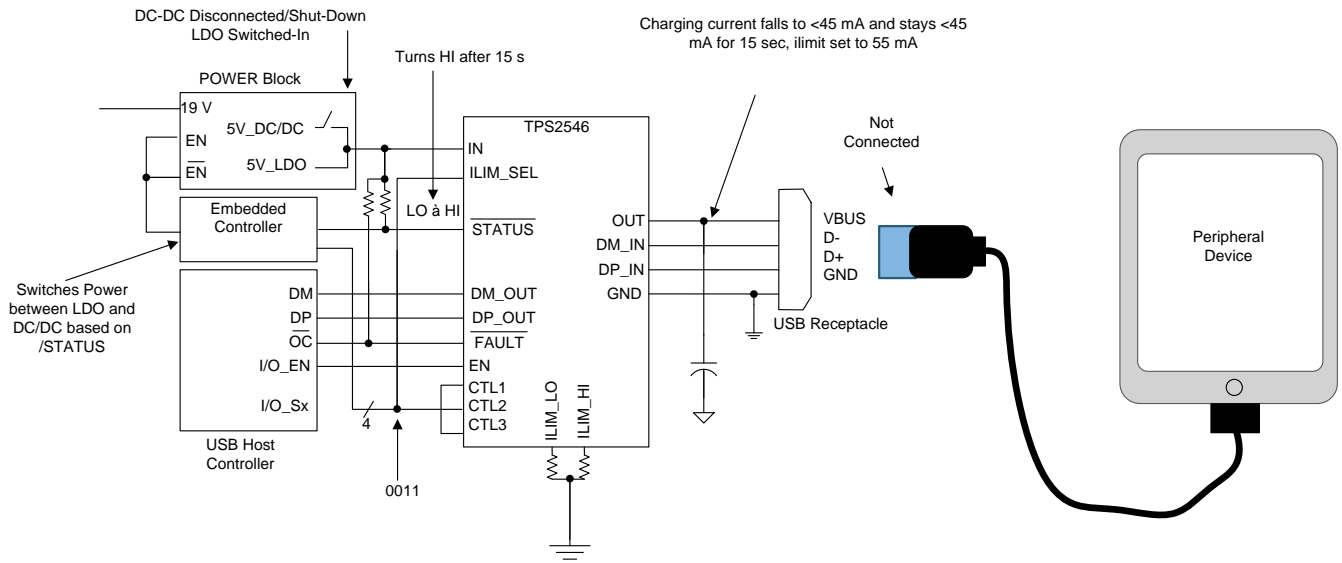 DC-DC Disconnected/Shut-Down
LDO Switched-In
Charging current falls to <45 mA and stays <45
mA for 15 sec, ilimit set to 55 mA
Turns HI after 15 s
POWER Block
19 V
EN
EN
5V_DC/DC
5V_LDO
Embedded
Controller
Switches Power
between LDO and
DC/DC based on
/STATUS
DM
DP
OC
I/O_EN
I/O_Sx
USB Host
Controller
LO à HI
4
0011
TPS2546
IN
ILIM_SEL
STATUS
DM_OUT
DP_OUT
FAULT
EN
CTL1
CTL2
CTL3
ILIM_LO
ILIM_HI
OUT
DM_IN
DP_IN
GND
VBUS
D-
D+
GND
USB Receptacle
Not
Connected
Peripheral
Device